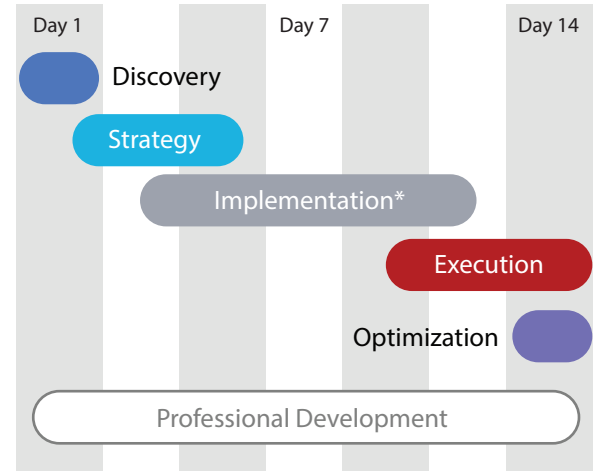 Day 1 Day 7 Day 14
Discovery
Strategy
Implementation*
Execution
Optimization
Professional Development